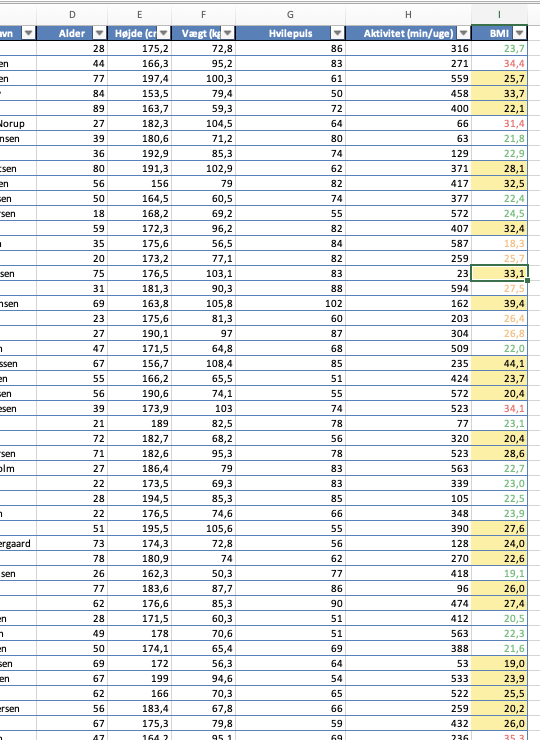 D E F G H I
avn Alder Højde (cr Vægt (kg Hvilepuls Aktivitet (min/uge) BMI
28 175,2 72,8 86 316 23,7
en 44 166,3 95,2 83 271 34,4
en 77 197,4 100,3 61 559 25,7
84 153,5 79,4 50 458 33,7
89 163,7 59,3 72 400 22,1
Norup 27 182,3 104,5 64 66 31,4
nsen 39 180,6 71,2 80 63 21,8
36 192,9 85,3 74 129 22,9
tsen 80 191,3 102,9 62 371 28,1
en 56 156 79 82 417 32,5
sen 50 164,5 60,5 74 377 22,4
rsen 18 168,2 69,2 55 572 24,5
59 172,3 96,2 82 407 32,4
35 175,6 56,5 84 587 18,3
20 173,2 77,1 82 259 25,7
sen 75 176,5 103,1 83 23 33,1
31 181,3 90,3 88 594 27,5
nsen 69 163,8 105,8 102 162 39,4
23 175,6 81,3 60 203 26,4
27 190,1 97 87 304 26,8
n 47 171,5 64,8 68 509 22,0
ssen 67 156,7 108,4 85 235 44,1
en 55 166,2 65,5 51 424 23,7
sen 56 190,6 74,1 55 572 20,4
esen 39 173,9 103 74 523 34,1
21 189 82,5 78 77 23,1
72 182,7 68,2 56 320 20,4
rsen 71 182,6 95,3 78 523 28,6
olm 27 186,4 79 83 563 22,7
22 173,5 69,3 83 339 23,0
28 194,5 85,3 85 105 22,5
n 22 176,5 74,6 66 348 23,9
51 195,5 105,6 55 390 27,6
ergaard 73 174,3 72,8 56 128 24,0
78 180,9 74 62 270 22,6
sen 26 162,3 50,3 77 418 19,1
77 183,6 87,7 86 96 26,0
62 176,6 85,3 90 474 27,4
en 28 171,5 60,3 51 412 20,5
n 49 178 70,6 51 563 22,3
en 50 174,1 65,4 69 388 21,6
sen 69 172 56,3 64 53 19,0
en 67 199 94,6 54 533 23,9
62 166 70,3 65 522 25,5
ersen 56 183,4 67,8 66 259 20,2
67 175,3 79,8 59 432 26,0
47 164,2 95,1 69 236 35,3